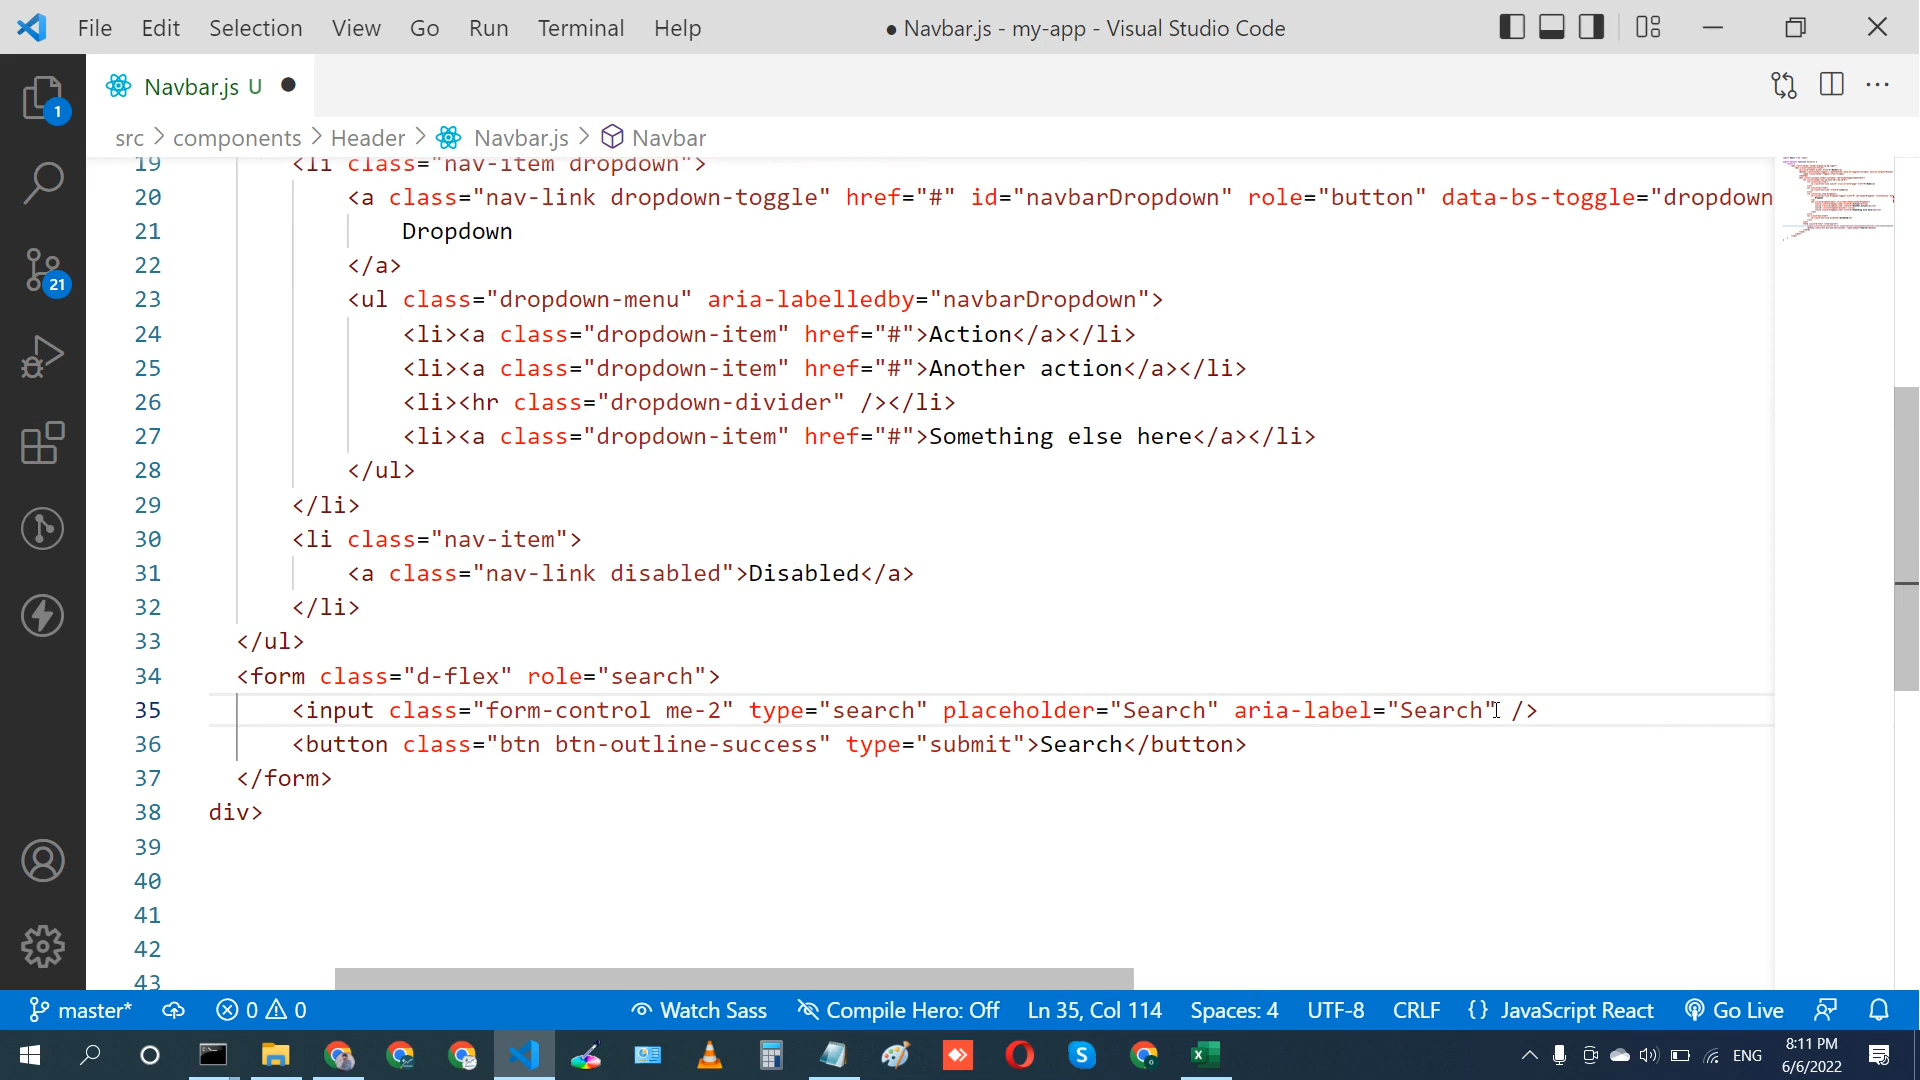 File Edit Selection View Go Run Terminal Help ● Navbar.js - my-app - Visual Studio Code
Navbar.js U ●
1
src > components > Header > Navbar.js > Navbar
19 <li class="nav-item dropdown">
20 <a class="nav-link dropdown-toggle" href="#" id="navbarDropdown" role="button" data-bs-toggle="dropdown
21 Dropdown
22 </a>
23 <ul class="dropdown-menu" aria-labelledby="navbarDropdown">
21
24 <li><a class="dropdown-item" href="#">Action</a></li>
25 <li><a class="dropdown-item" href="#">Another action</a></li>
26 <li><hr class="dropdown-divider" /></li>
27 <li><a class="dropdown-item" href="#">Something else here</a></li>
28 </ul>
29 </li>
30 <li class="nav-item">
31 <a class="nav-link disabled">Disabled</a>
32 </li>
33 </ul>
34 <form class="d-flex" role="search">
35 <input class="form-control me-2" type="search" placeholder="Search" aria-label="Search" />
36 <button class="btn btn-outline-success" type="submit">Search</button>
37 </form>
38 div>
39
40
41
42
43
master* 0 0 Watch Sass Compile Hero: Off Ln 35, Col 114 Spaces: 4 UTF-8 CRLF {} JavaScript React Go Live
ENG 8:11 PM
6/6/2022